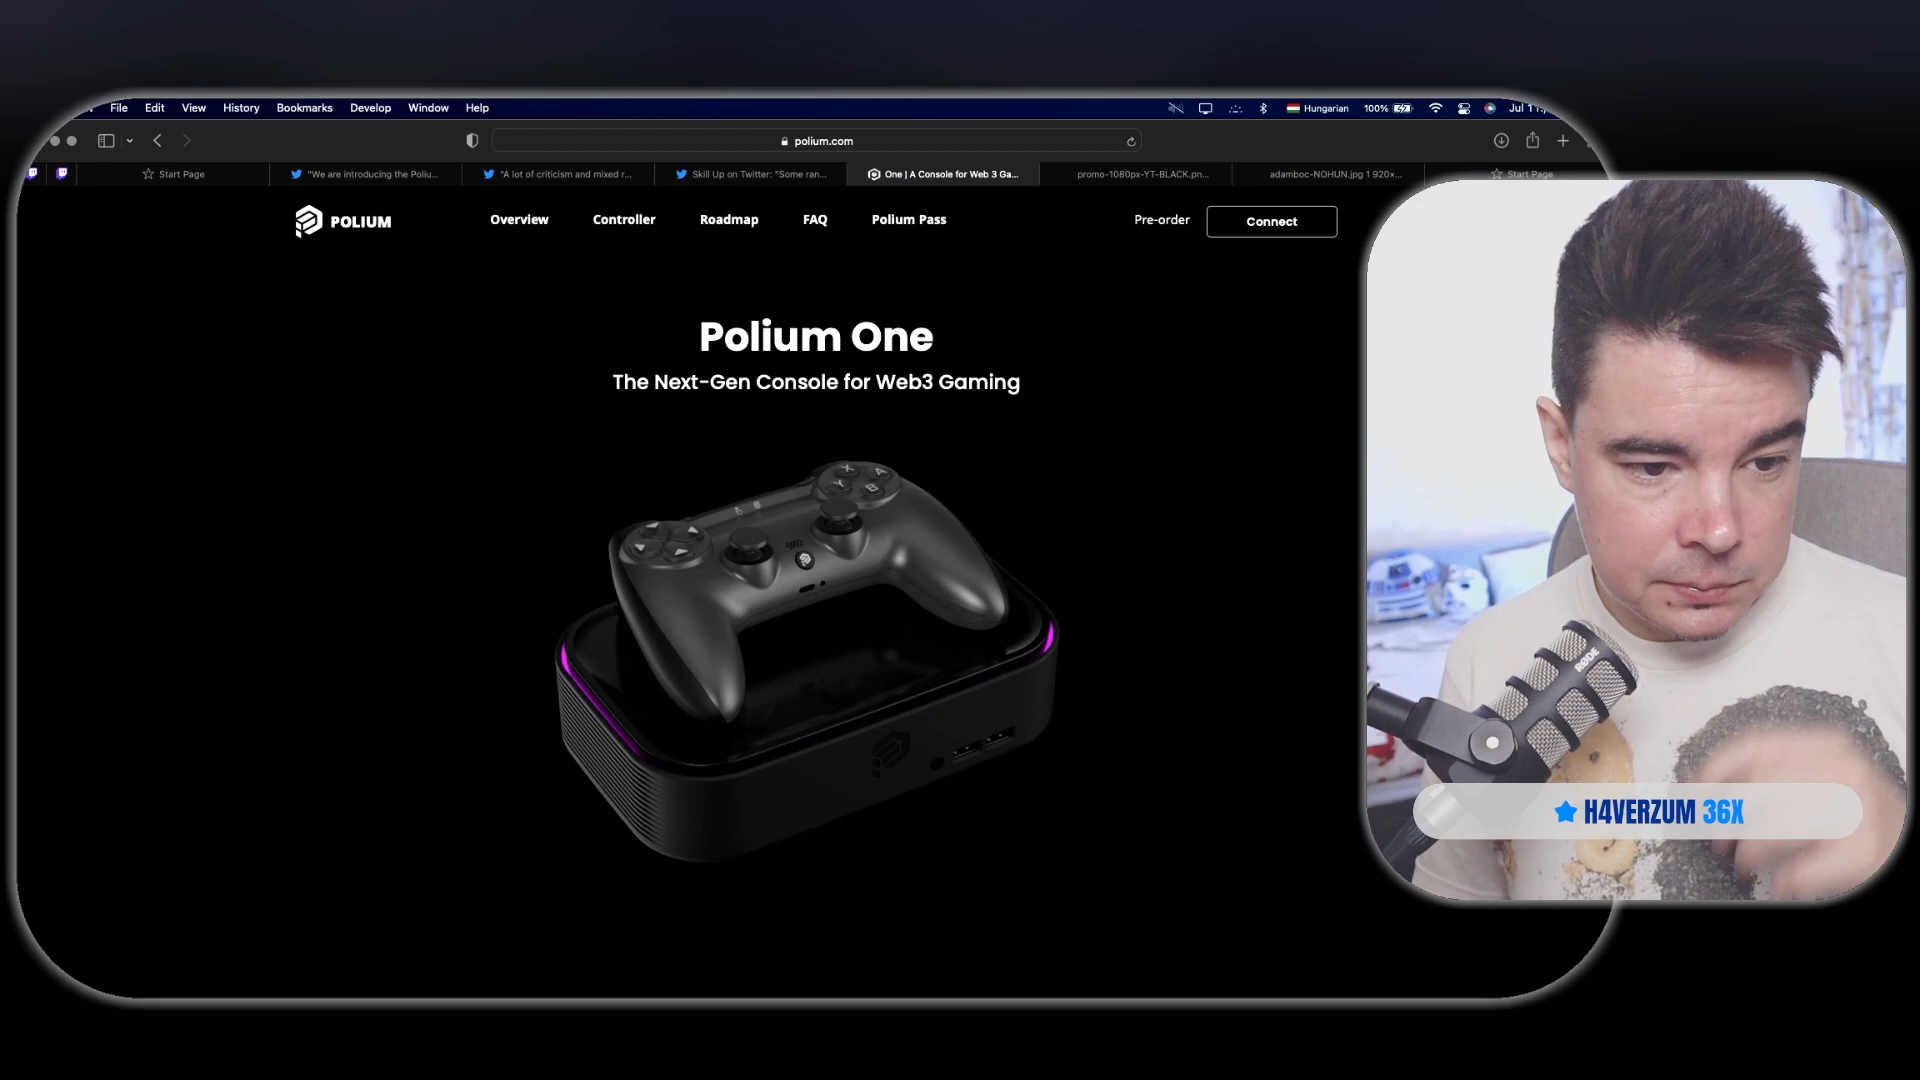 File Edit View History Bookmarks Develop Window Help
Hungarian 100% Jul 11
polium.com
Start Page
"We are introducing the Poliu...
"A lot of criticism and mixed r...
Skill Up on Twitter: "Some ran...
One | A Console for Web 3 Ga...
promo-1080px-YT-BLACK.pn...
adamboc-NOHUN.jpg 1 920×...
Start Page
POLIUM
Overview Controller Roadmap FAQ Polium Pass
Pre-order Connect
Polium One
The Next-Gen Console for Web3 Gaming
X A
Y B
RØDE
H4VERZUM 36X